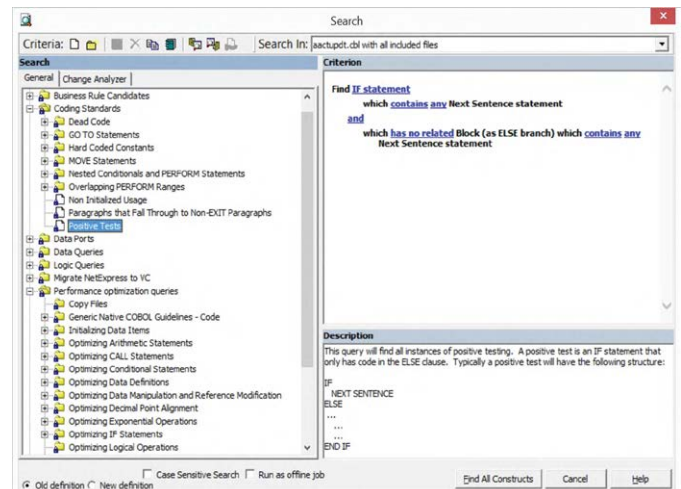 Search
Criteria:
Search In: aactupdt.cbl with all included files
Search
General
Change Analyzer
Business Rule Candidates
Coding Standards
Dead Code
GO TO Statements
Hard Coded Constants
MOVE Statements
Nested Conditionals and PERFORM Statements
Overlapping PERFORM Ranges
Non Initialized Usage
Paragraphs that Fall Through to Non-EXIT Paragraphs
Positive Tests
Data Ports
Data Queries
Logic Queries
Migrate NetExpress to VC
Performance optimization queries
Copy Files
Generic Native COBOL Guidelines - Code
Initializing Data Items
Optimizing Arithmetic Statements
Optimizing CALL Statements
Optimizing Conditional Statements
Optimizing Data Definitions
Optimizing Data Manipulation and Reference Modification
Optimizing Decimal Point Alignment
Optimizing Exponential Operations
Optimizing IF Statements
Optimizing Logical Operations
Criterion
Find IF statement
which contains any Next Sentence statement
and
which has no related Block (as ELSE branch) which contains any
Next Sentence statement
Description
This query will find all instances of positive testing. A positive test is an IF statement that
only has code in the ELSE clause. Typically a positive test will have the following structure:
IF
NEXT SENTENCE
ELSE
...
...
...
END IF
Case Sensitive Search
Run as offine job
Old definition
New definition
Find All Constructs
Cancel
Help